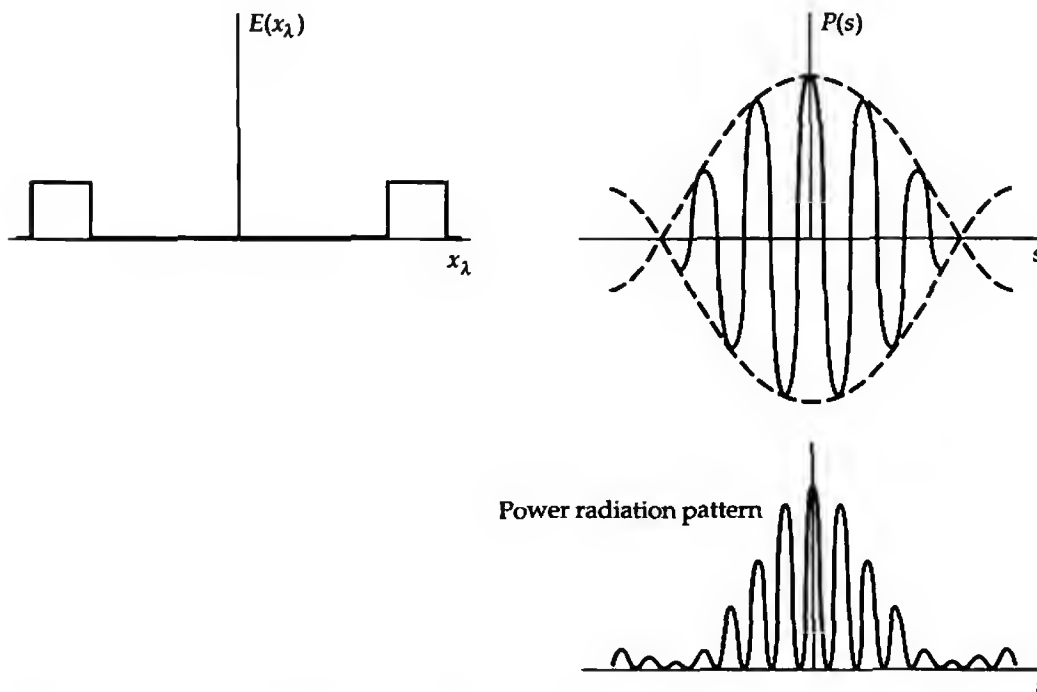 E(xλ)
P(s)
xλ
s
Power radiation pattern